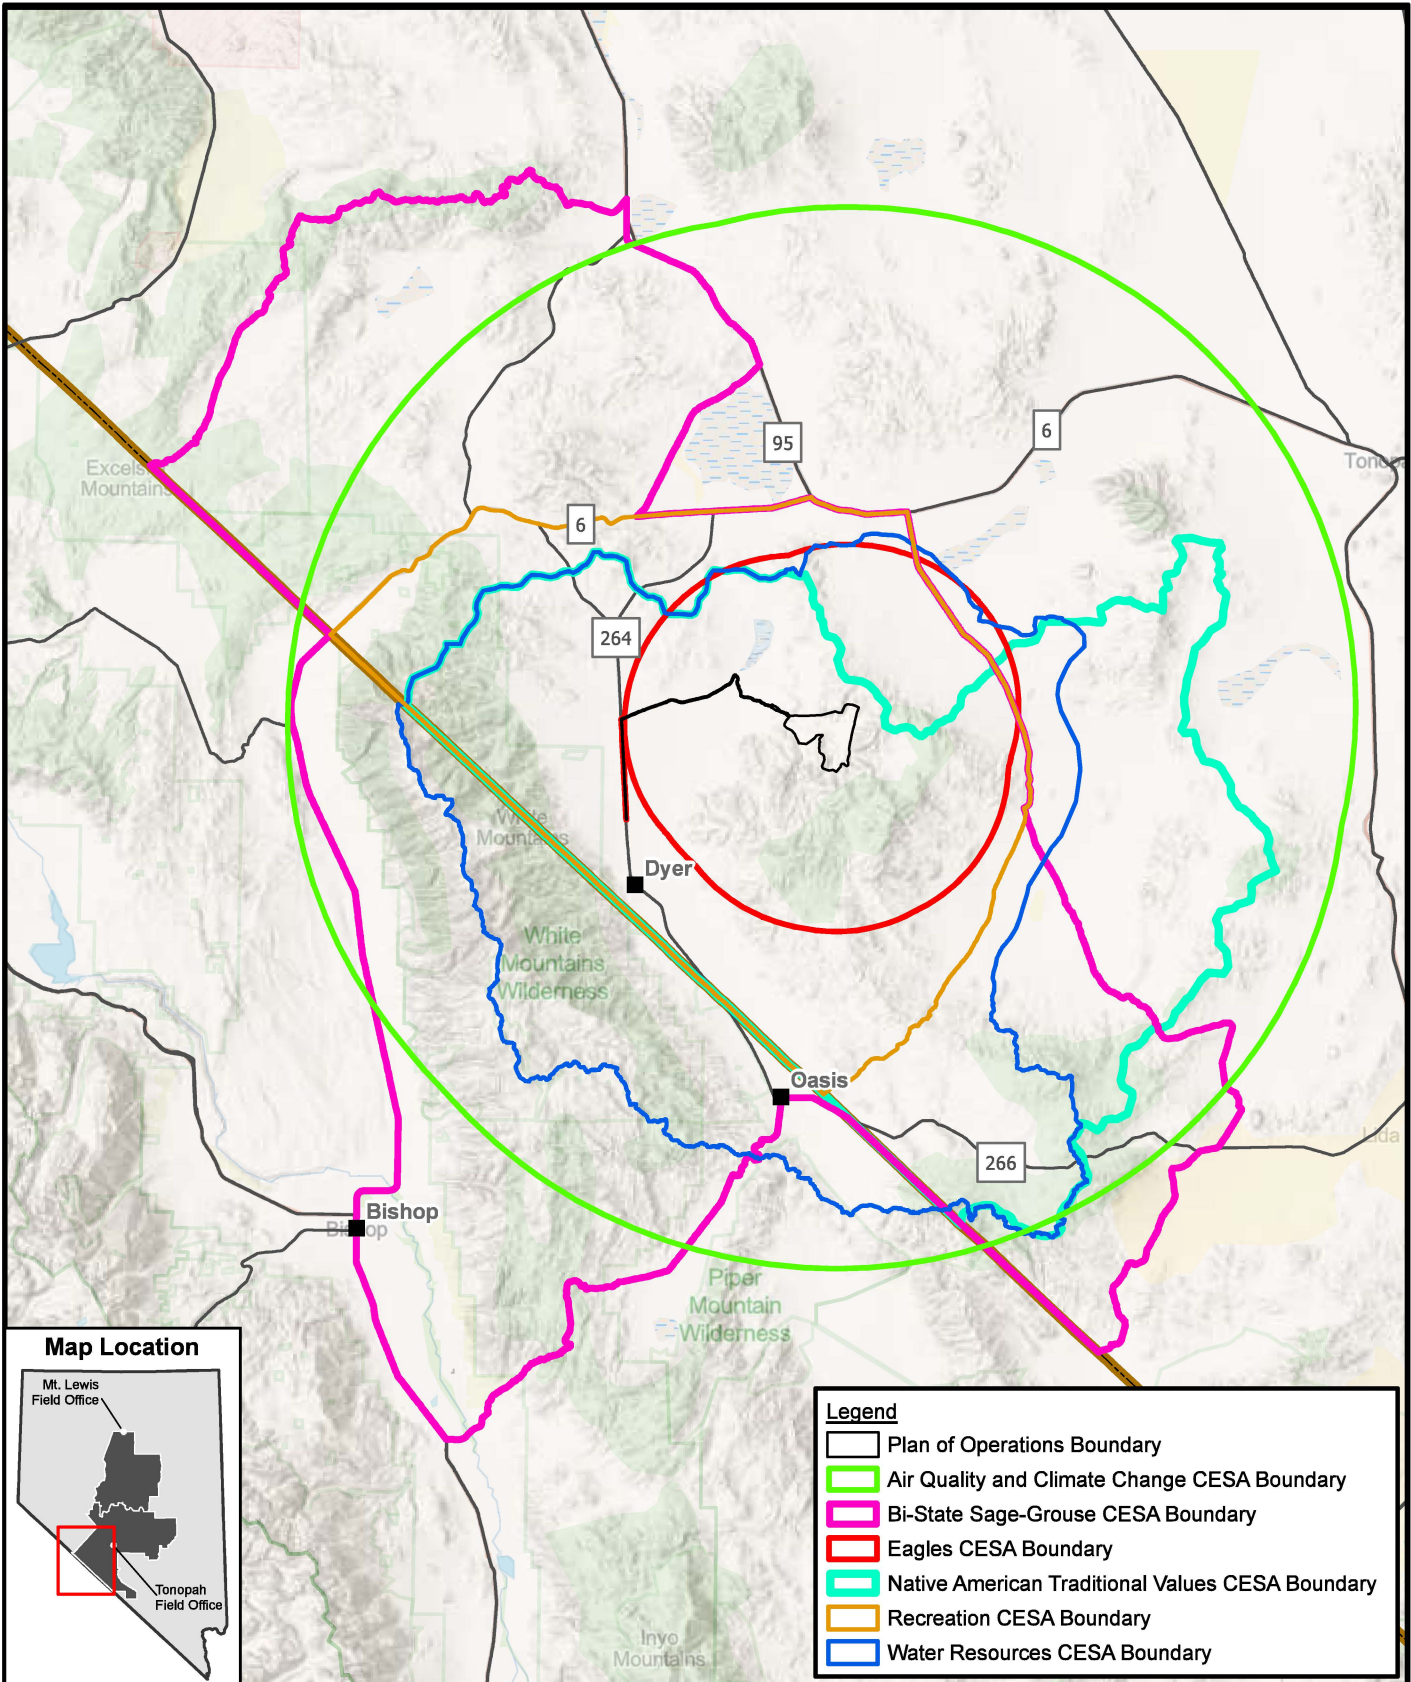 Excels
Mountains
95
6
Tonopa
6
264
White
Mountains
Dyer
White
Mountains
Wilderness
Oasis
266
Lida
Bishop
Bishop
Piper
Mountain
Wilderness
Inyo
Mountains
Map Location
Mt. Lewis
Field Office
Tonopah
Field Office
Legend
Plan of Operations Boundary
Air Quality and Climate Change CESA Boundary
Bi-State Sage-Grouse CESA Boundary
Eagles CESA Boundary
Native American Traditional Values CESA Boundary
Recreation CESA Boundary
Water Resources CESA Boundary